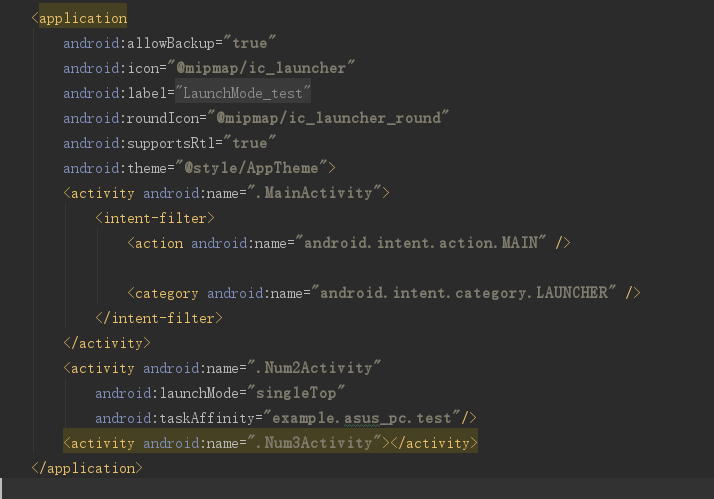 <application
android:allowBackup="true"
android:icon="@mipmap/ic_launcher"
android:label="LaunchMode_test"
android:roundIcon="@mipmap/ic_launcher_round"
android:supportsRtl="true"
android:theme="@style/AppTheme">
<activity android:name=".MainActivity">
<intent-filter>
<action android:name="android.intent.action.MAIN" />
<category android:name="android.intent.category.LAUNCHER" />
</intent-filter>
</activity>
<activity android:name=".Num2Activity"
android:launchMode="singleTop"
android:taskAffinity="example.asus_pc.test"/>
<activity android:name=".Num3Activity"></activity>
</application>